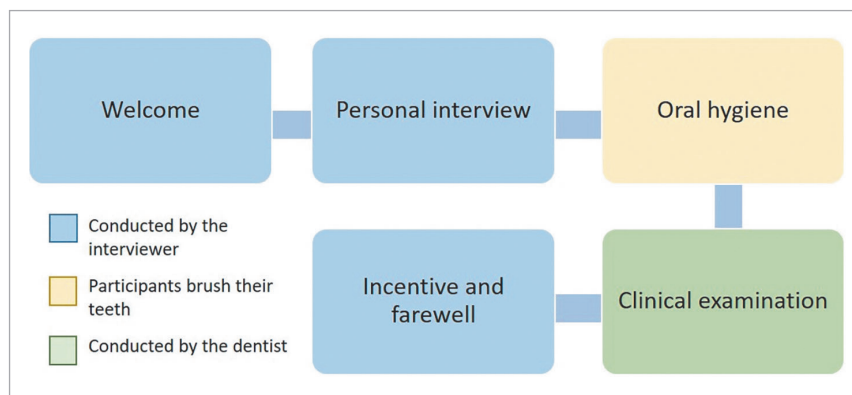 Welcome
Personal interview
Oral hygiene
Conducted by the
interviewer
Participants brush their
teeth
Conducted by the dentist
Incentive and
farewell
Clinical examination